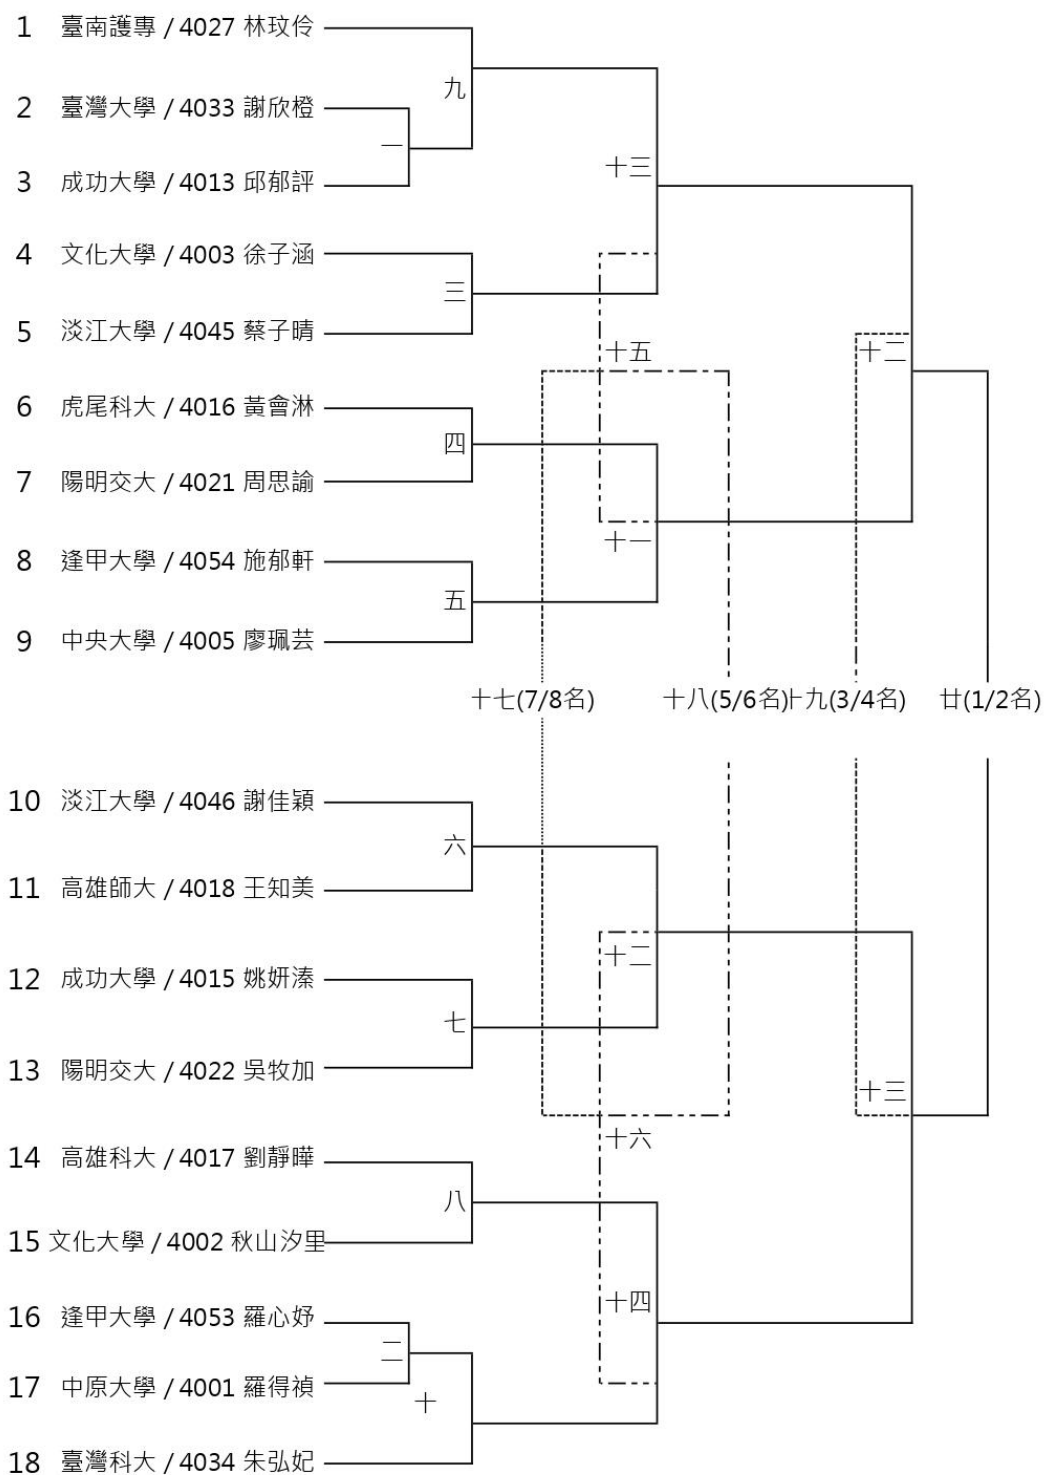 1 臺南護專 / 4027 林玟伶
九
2 臺灣大學 / 4033 謝欣橙
一
十三
3 成功大學 / 4013 邱郁評
4 文化大學 / 4003 徐子涵
三
5 淡江大學 / 4045 蔡子晴
十五
十二
6 虎尾科大 / 4016 黃會淋
四
7 陽明交大 / 4021 周思諭
十一
8 逢甲大學 / 4054 施郁軒
五
9 中央大學 / 4005 廖珮芸
十七(7/8名) 十八(5/6名) 十九(3/4名) 廿(1/2名)
10 淡江大學 / 4046 謝佳穎
六
11 高雄師大 / 4018 王知美
十二
12 成功大學 / 4015 姚妍溱
七
13 陽明交大 / 4022 吳牧加
十三
十六
14 高雄科大 / 4017 劉靜曄
八
15 文化大學 / 4002 秋山汐里
十四
16 逢甲大學 / 4053 羅心妤
二
17 中原大學 / 4001 羅得禎
十
18 臺灣科大 / 4034 朱弘妃